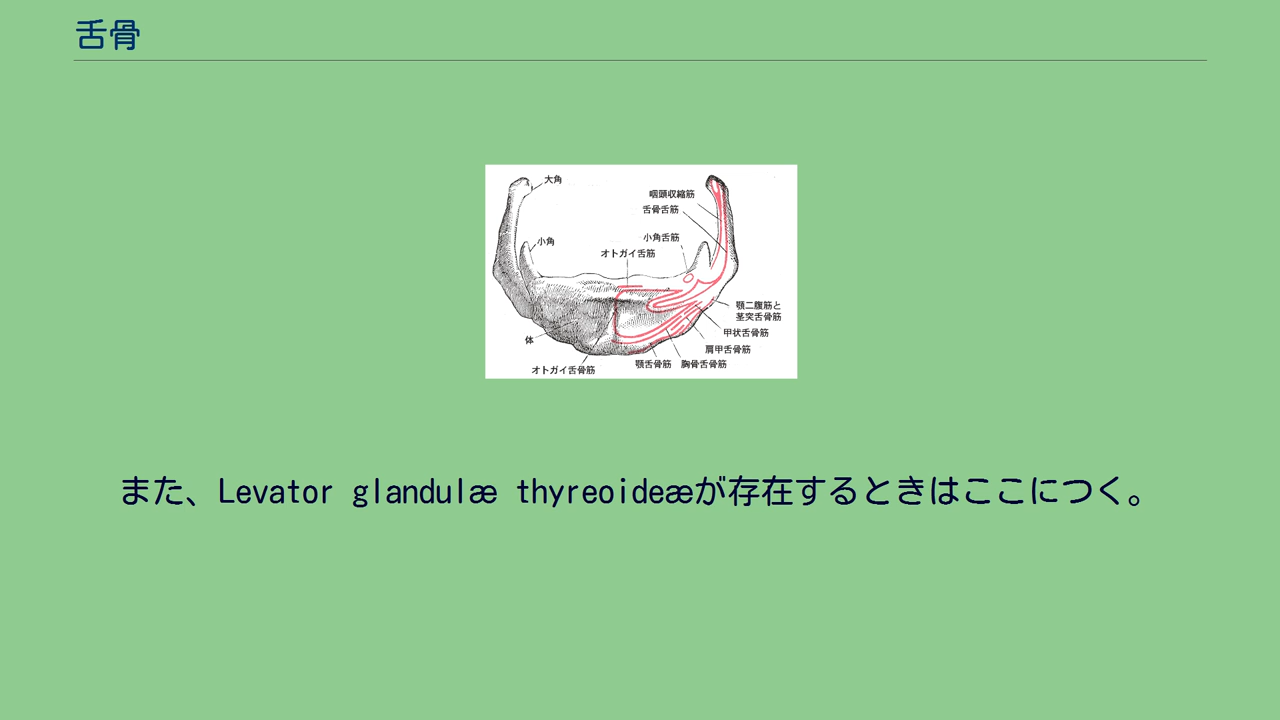 舌骨
大角
咽頭収縮筋
舌骨舌筋
小角
小角舌筋
オトガイ舌筋
顎二腹筋と
茎突舌骨筋
甲状舌骨筋
体
肩甲舌骨筋
オトガイ舌骨筋
顎舌骨筋
胸骨舌骨筋
また、Levator glandulæ thyreoideæが存在するときはここにつく。